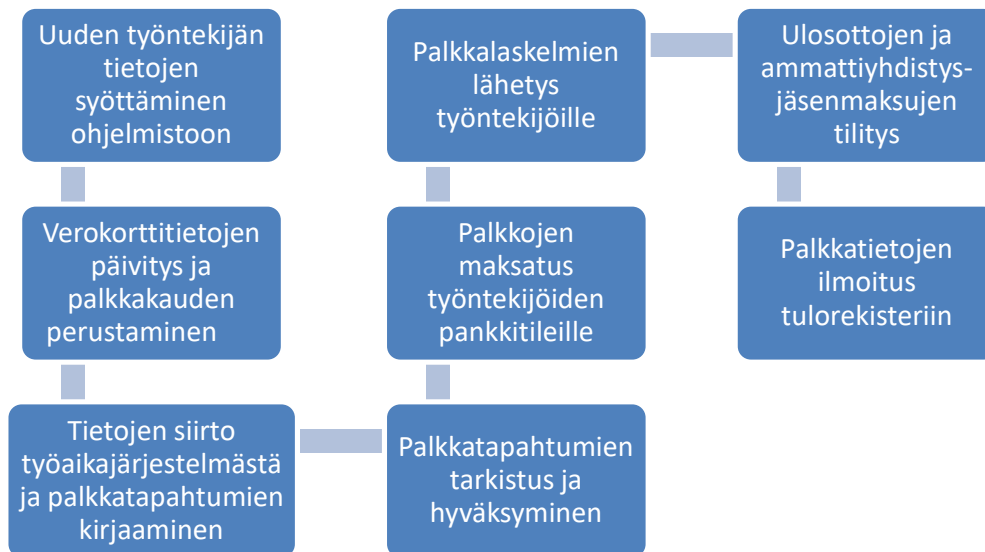 Uuden työntekijän
tietojen
syöttäminen
ohjelmistoon
Verokorttitietojen
päivitys ja
palkkakauden
perustaminen
Tietojen siirto
työaikajärjestelmästä
ja palkkatapahtumien
kirjaaminen
Palkkatapahtumien
tarkistus ja
hyväksyminen
Palkkojen
maksatus
työntekijöiden
pankkitileille
Palkkalaskelmien
lähetys
työntekijöille
Ulosottojen ja
ammattiyhdistys-
jäsenmaksujen
tilitys
Palkkatietojen
ilmoitus
tulorekisteriin